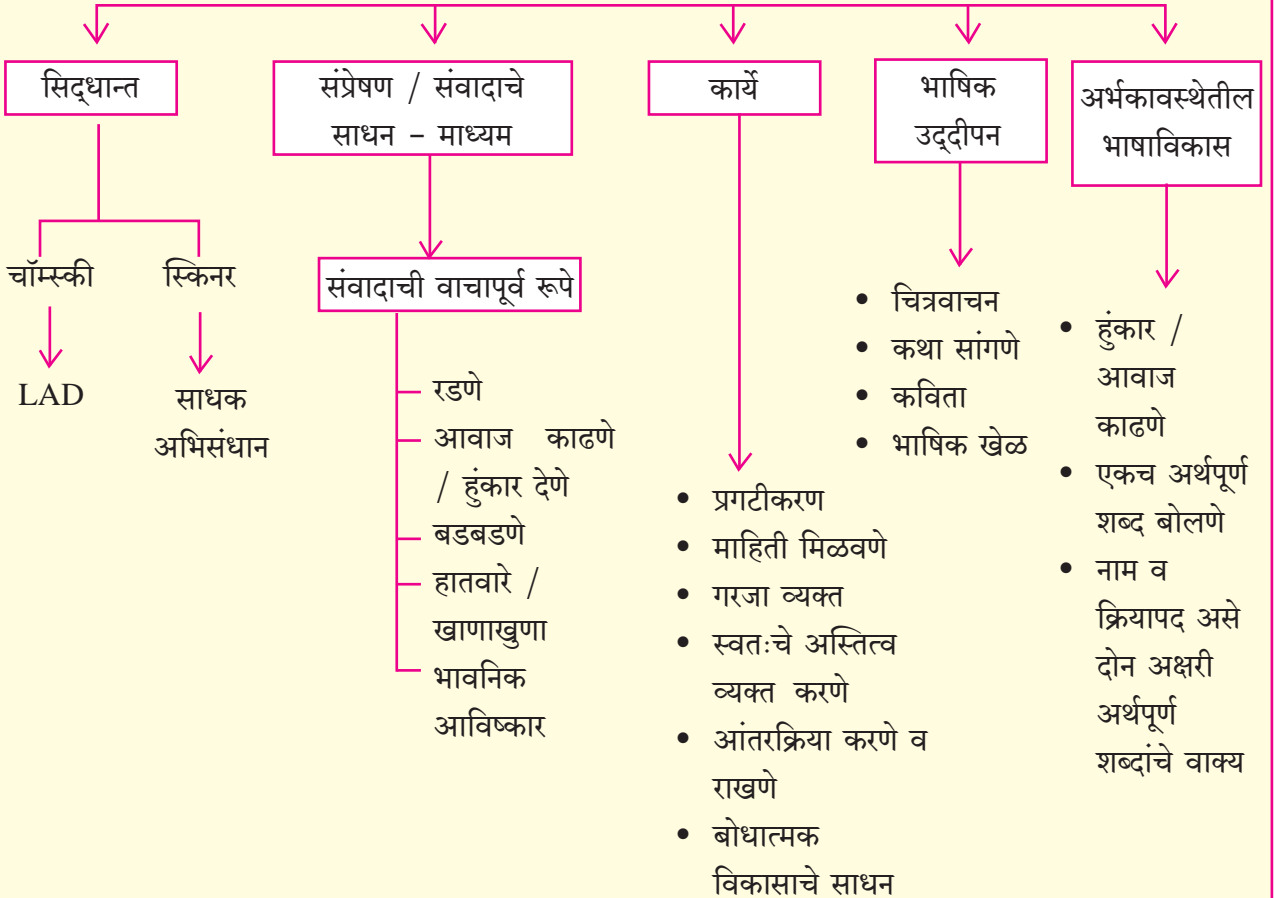 सिद्धान्त
चॉम्स्की
LAD
स्किनर
साधक
अभिसंधान
संप्रेषण / संवादाचे
साधन – माध्यम
संवादाची वाचापूर्व रूपे
रडणे
आवाज काढणे
/ हुंकार देणे
बडबडणे
हातवारे /
खाणाखुणा
भावनिक
आविष्कार
कार्ये
• प्रगटीकरण
• माहिती मिळवणे
• गरजा व्यक्त
• स्वतःचे अस्तित्व
व्यक्त करणे
• आंतरक्रिया करणे व
राखणे
• बोधात्मक
विकासाचे साधन
भाषिक
उद्दीपन
• चित्रवाचन
• कथा सांगणे
• कविता
• भाषिक खेळ
अर्भकावस्थेतील
भाषाविकास
• हुंकार /
आवाज
काढणे
• एकच अर्थपूर्ण
शब्द बोलणे
• नाम व
क्रियापद असे
दोन अक्षरी
अर्थपूर्ण
शब्दांचे वाक्य